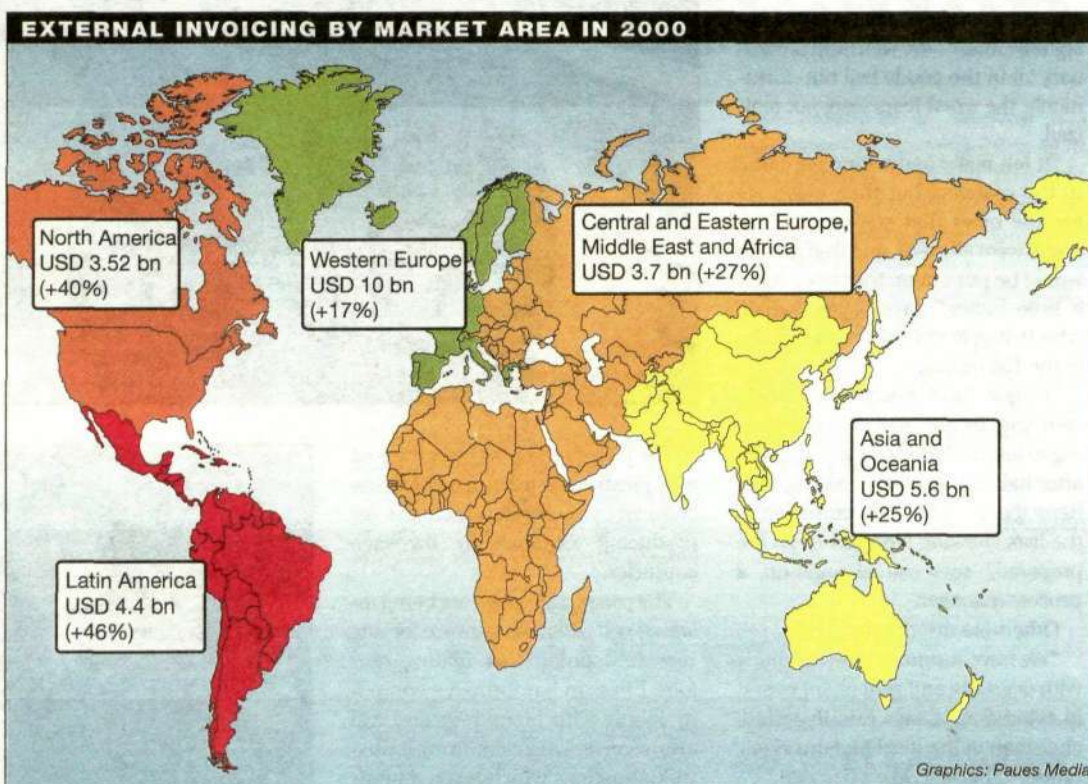 EXTERNAL INVOICING BY MARKET AREA IN 2000
North America
USD 3.52 bn
(+40%)
Western Europe
USD 10 bn
(+17%)
Central and Eastern Europe,
Middle East and Africa
USD 3.7 bn (+27%)
Asia and
Oceania
USD 5.6 bn
(+25%)
Latin America
USD 4.4 bn
(+46%)
Graphics: Paues Medie